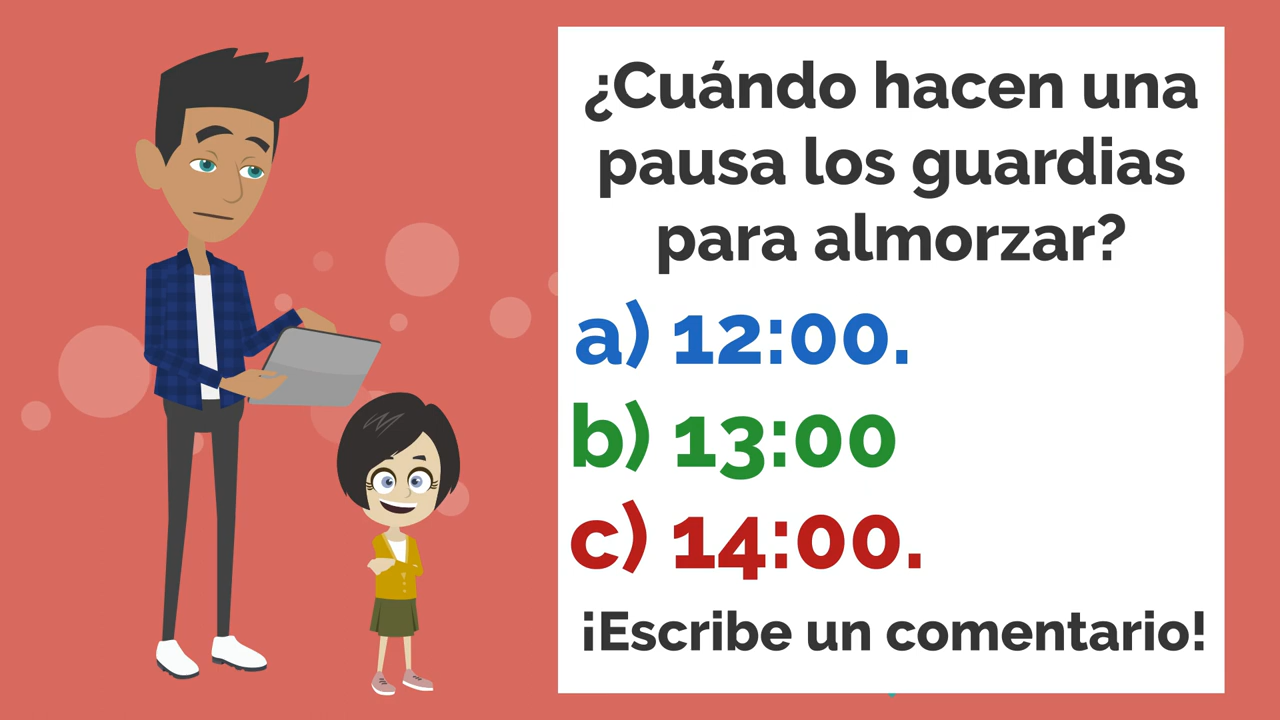 ¿Cuándo hacen una
pausa los guardias
para almorzar?
a) 12:00.
b) 13:00
c) 14:00.
¡Escribe un comentario!